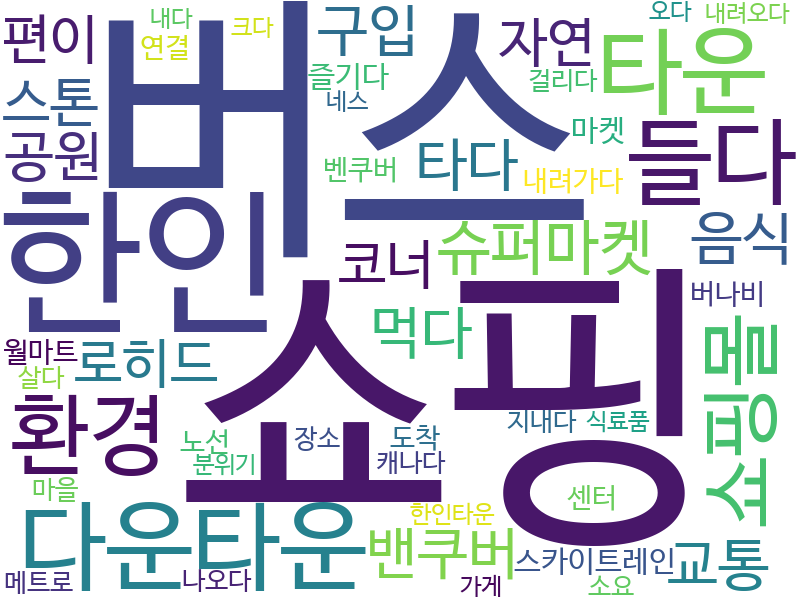 편이
내다
연결
크다
구입
자연
오다
내려오다
스톤
버스
즐기다
네스
걸리다
타운
공원
벤쿠버
타다
마켓
내려가다
들다
한인
코너
슈퍼마켓
음식
쇼핑
버나비
월마트
로히드
먹다
쇼핑몰
살다
환경
노선
분위기
장소
도착
캐나다
지내다
식료품
마을
센터
다운타운
한인타운
밴쿠버
스카이트레인
교통
메트로
나오다
가게
소요